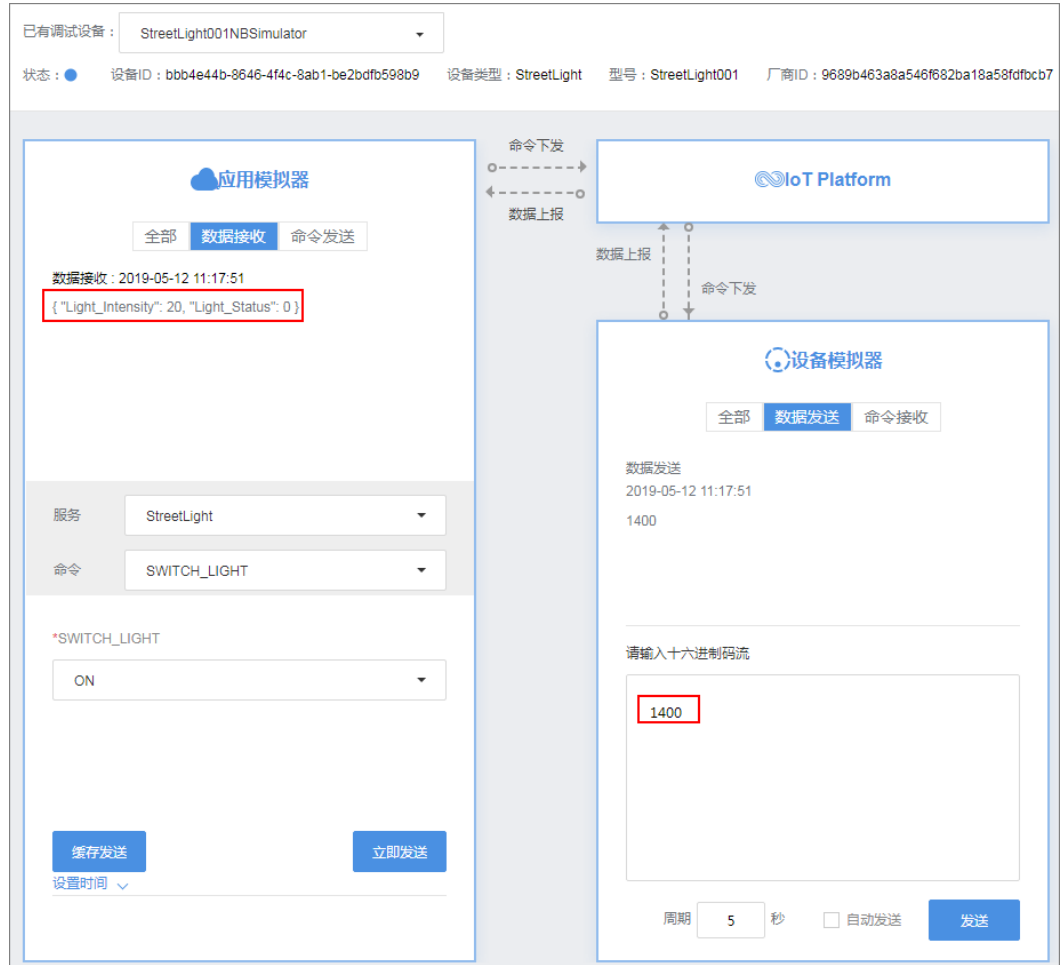 已有调试设备： StreetLight001NBSimulator
状态： 设备ID：bbb4e44b-8646-4f4c-8ab1-be2bdfb598b9 设备类型：StreetLight 型号：StreetLight001 厂商ID：9689b463a8a546f682ba18a58fdfbcb7
命令下发
数据上报
应用模拟器
全部 数据接收 命令发送
数据接收 : 2019-05-12 11:17:51
{ "Light_Intensity": 20, "Light_Status": 0 }
服务 StreetLight
命令 SWITCH_LIGHT
*SWITCH_LIGHT
ON
缓存发送 立即发送
设置时间
IoT Platform
数据上报
命令下发
设备模拟器
全部 数据发送 命令接收
数据发送
2019-05-12 11:17:51
1400
请输入十六进制码流
1400
周期 5 秒 自动发送 发送